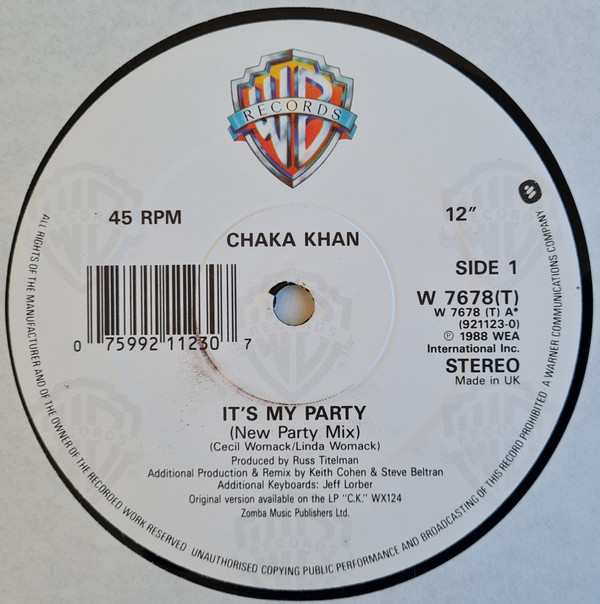 WB
RECORDS
45 RPM
12”
CHAKA KHAN
SIDE 1
W 7678(T)
W 7678 (T) A*
(921123-0)
℗ 1988 WEA
International Inc.
STEREO
Made in UK
0 75992 11230 7
IT'S MY PARTY
(New Party Mix)
(Cecil Womack/Linda Womack)
Produced by Russ Titelman
Additional Production & Remix by Keith Cohen & Steve Beltran
Additional Keyboards: Jeff Lorber
Original version available on the LP "C.K." WX124
Zomba Music Publishers Ltd.
ALL RIGHTS OF THE MANUFACTURER AND OF THE OWNER OF THE RECORDED WORK RESERVED UNAUTHORISED COPYING PUBLIC PERFORMANCE AND BROADCASTING OF THIS RECORD PROHIBITED A WARNER COMMUNICATIONS COMPANY